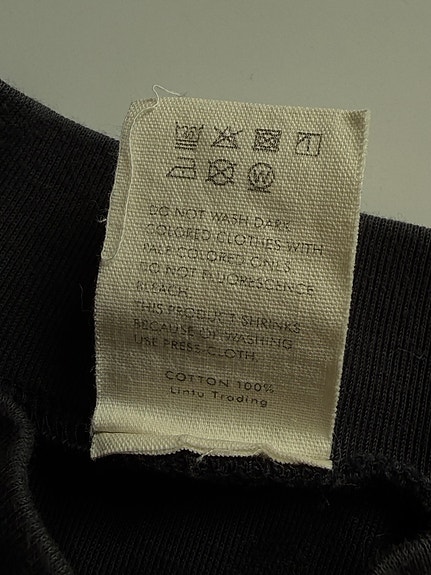 DO NOT WASH DARK
COLORED CLOTHES WITH
PALE COLORED ONES.
DO NOT FLUORESCENCE
BLEACH.
THIS PRODUCT SHRINKS
BECAUSE OF WASHING
USE PRESS-CLOTH.
COTTON 100%
Lintu Trading